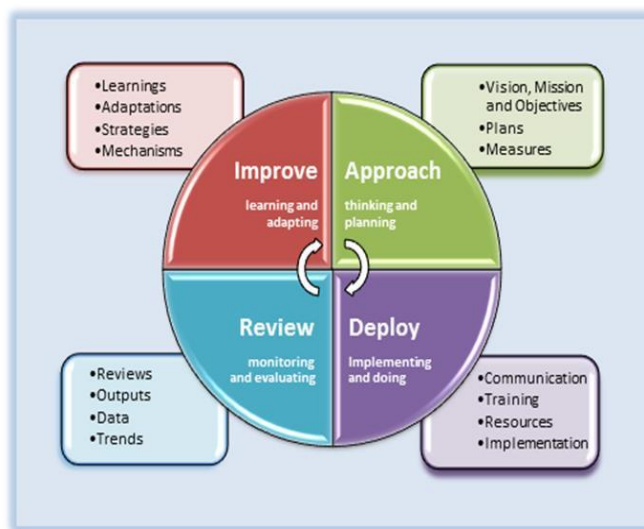 •Learnings
•Adaptations
•Strategies
•Mechanisms
•Vision, Mission
and Objectives
•Plans
•Measures
Improve
learning and
adapting
Approach
thinking and
planning
Review
monitoring
and evaluating
Deploy
Implementing
and doing
•Reviews
•Outputs
•Data
•Trends
•Communication
•Training
•Resources
•Implementation